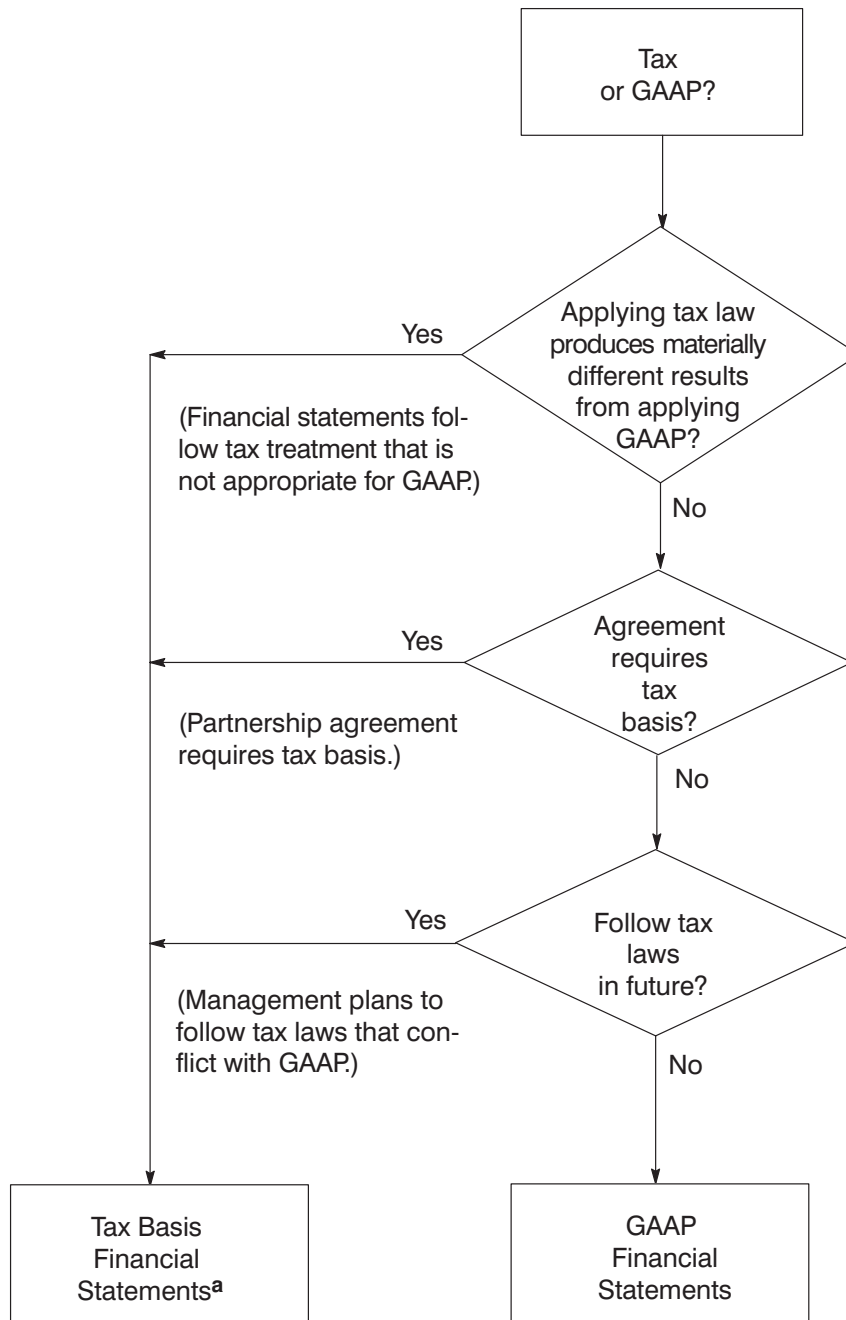 Tax
or GAAP?
Applying tax law
produces materially
different results
from applying
GAAP?
Yes
(Financial statements fol-
low tax treatment that is
not appropriate for GAAP.)
No
Agreement
requires
tax
basis?
Yes
(Partnership agreement
requires tax basis.)
No
Follow tax
laws
in future?
Yes
(Management plans to
follow tax laws that con-
flict with GAAP.)
No
Tax Basis
Financial
Statementsᵃ
GAAP
Financial
Statements